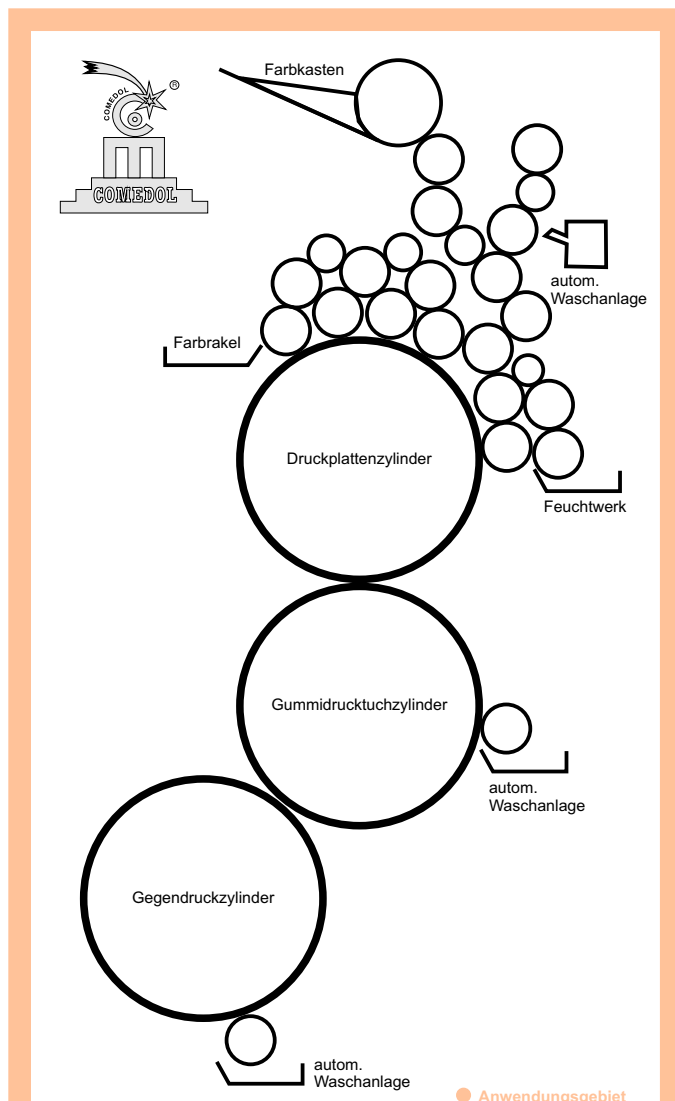 Farbkasten
COMEDOL
®
COMEDOL
autom.
Waschanlage
Farbrakel
Druckplattenzylinder
Feuchtwerk
Gummidrucktuchzylinder
autom.
Waschanlage
Gegendruckzylinder
autom.
Waschanlage
Anwendungsgebiet